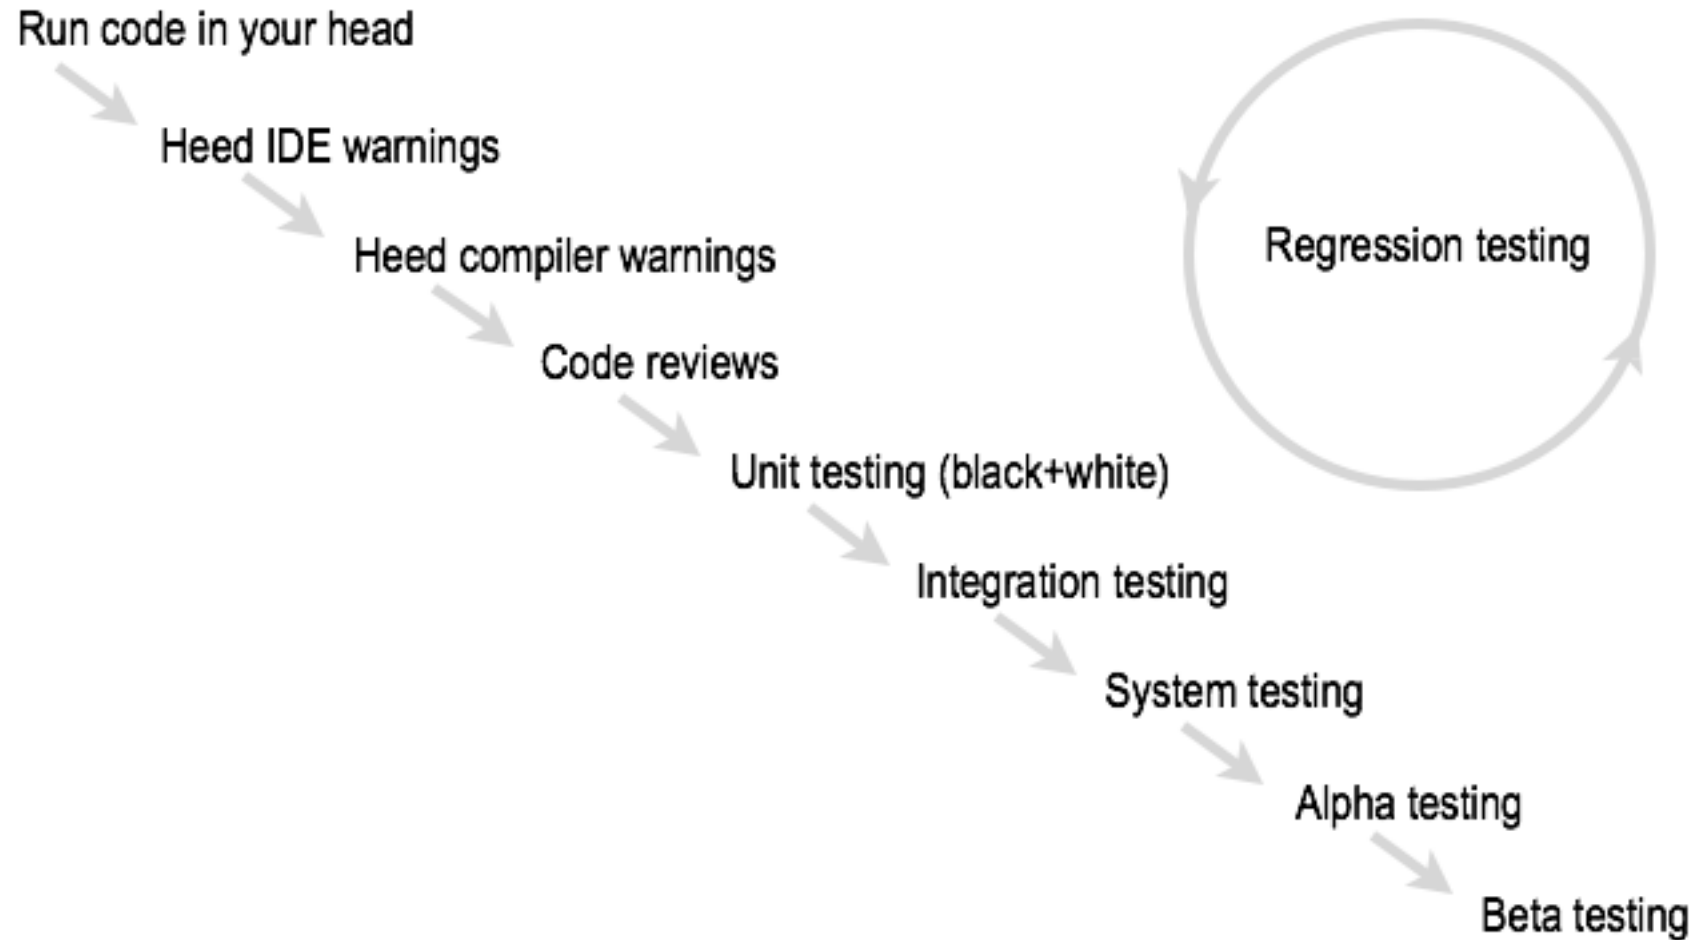 Run code in your head
Heed IDE warnings
Heed compiler warnings
Code reviews
Unit testing (black+white)
Integration testing
System testing
Alpha testing
Beta testing
Regression testing